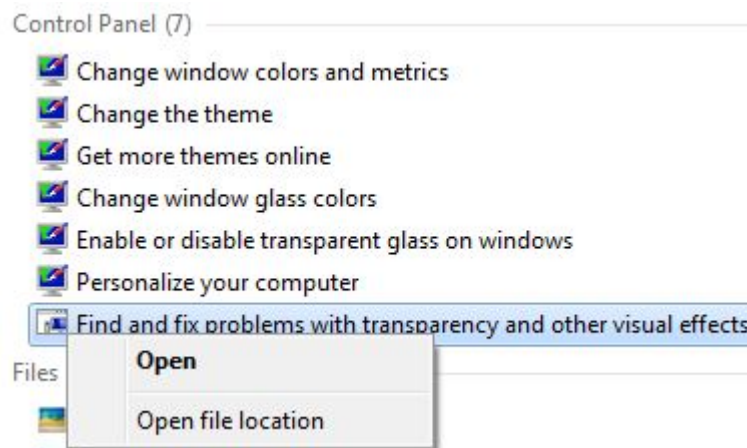 Control Panel (7)
Change window colors and metrics
Change the theme
Get more themes online
Change window glass colors
Enable or disable transparent glass on windows
Personalize your computer
Find and fix problems with transparency and other visual effects
Files
Open
Open file location